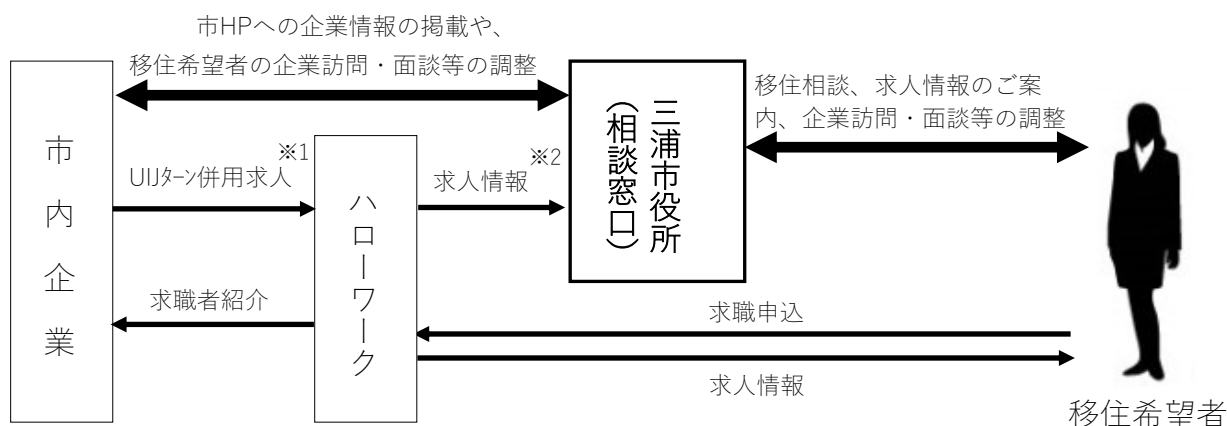 市HPへの企業情報の掲載や、
移住希望者の企業訪問・面談等の調整
市内企業
※1
UIJターン併用求人
求職者紹介
ハローワーク
※2
求人情報
三浦市役所
（相談窓口）
移住相談、求人情報のご案
内、企業訪問・面談等の調整
求職申込
求人情報
移住希望者